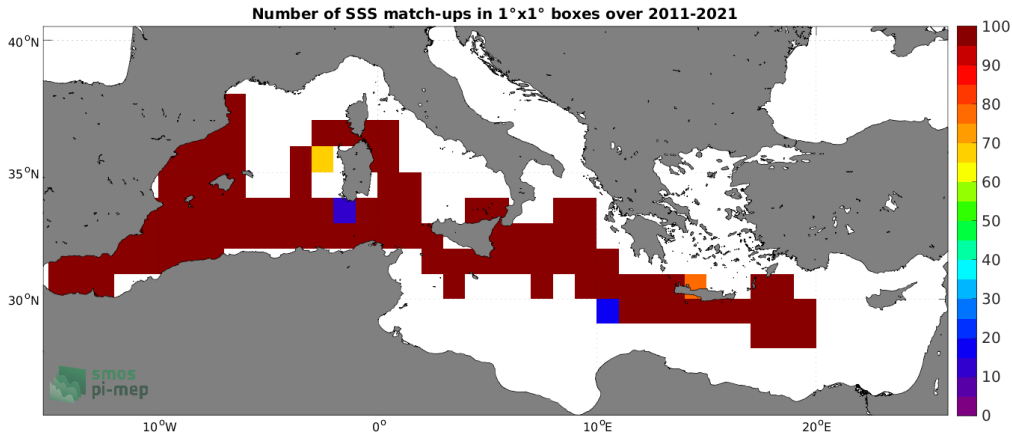 Number of SSS match-ups in 1°x1° boxes over 2011-2021
40°N
35°N
30°N
10°W
0°
10°E
20°E
100
90
80
70
60
50
40
30
20
10
0
smos
pi-mep